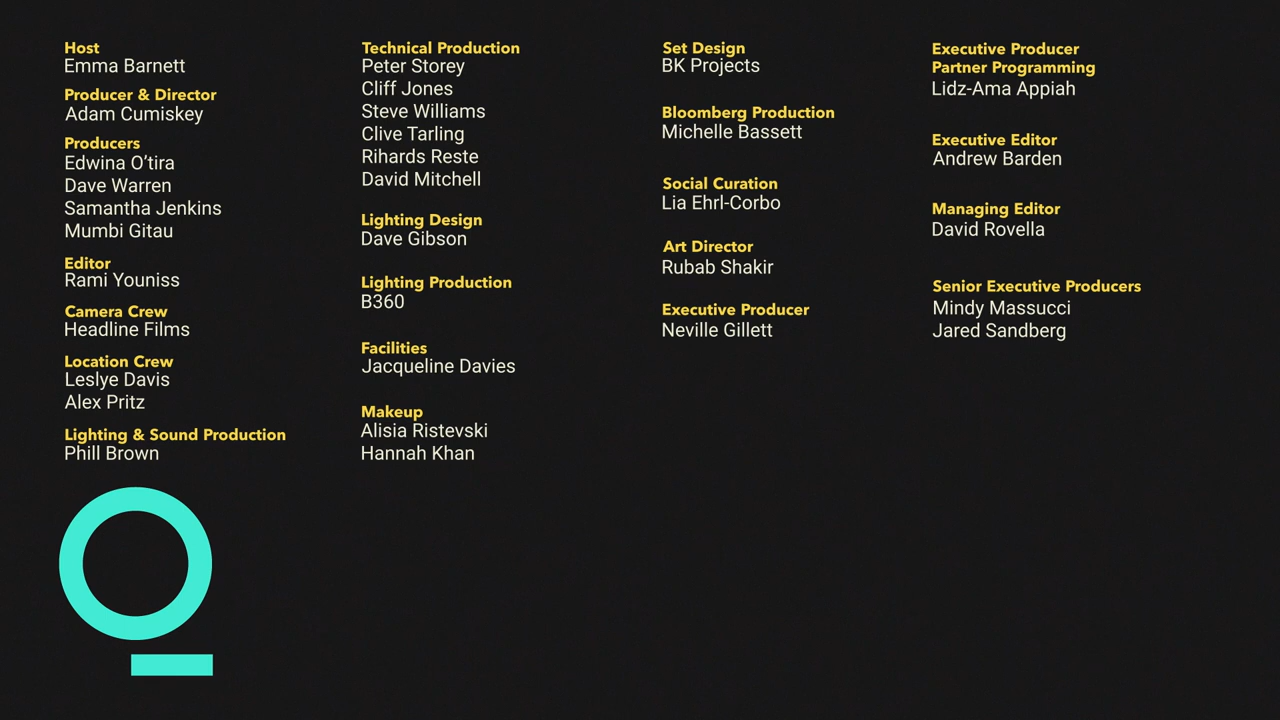 Host
Emma Barnett
Producer & Director
Adam Cumiskey
Producers
Edwina O'tira
Dave Warren
Samantha Jenkins
Mumbi Gitau
Editor
Rami Youniss
Camera Crew
Headline Films
Location Crew
Leslye Davis
Alex Pritz
Lighting & Sound Production
Phill Brown
Technical Production
Peter Storey
Cliff Jones
Steve Williams
Clive Tarling
Rihards Reste
David Mitchell
Lighting Design
Dave Gibson
Lighting Production
B360
Facilities
Jacqueline Davies
Makeup
Alisia Ristevski
Hannah Khan
Set Design
BK Projects
Bloomberg Production
Michelle Bassett
Social Curation
Lia Ehrl-Corbo
Art Director
Rubab Shakir
Executive Producer
Neville Gillett
Executive Producer
Partner Programming
Lidz-Ama Appiah
Executive Editor
Andrew Barden
Managing Editor
David Rovella
Senior Executive Producers
Mindy Massucci
Jared Sandberg